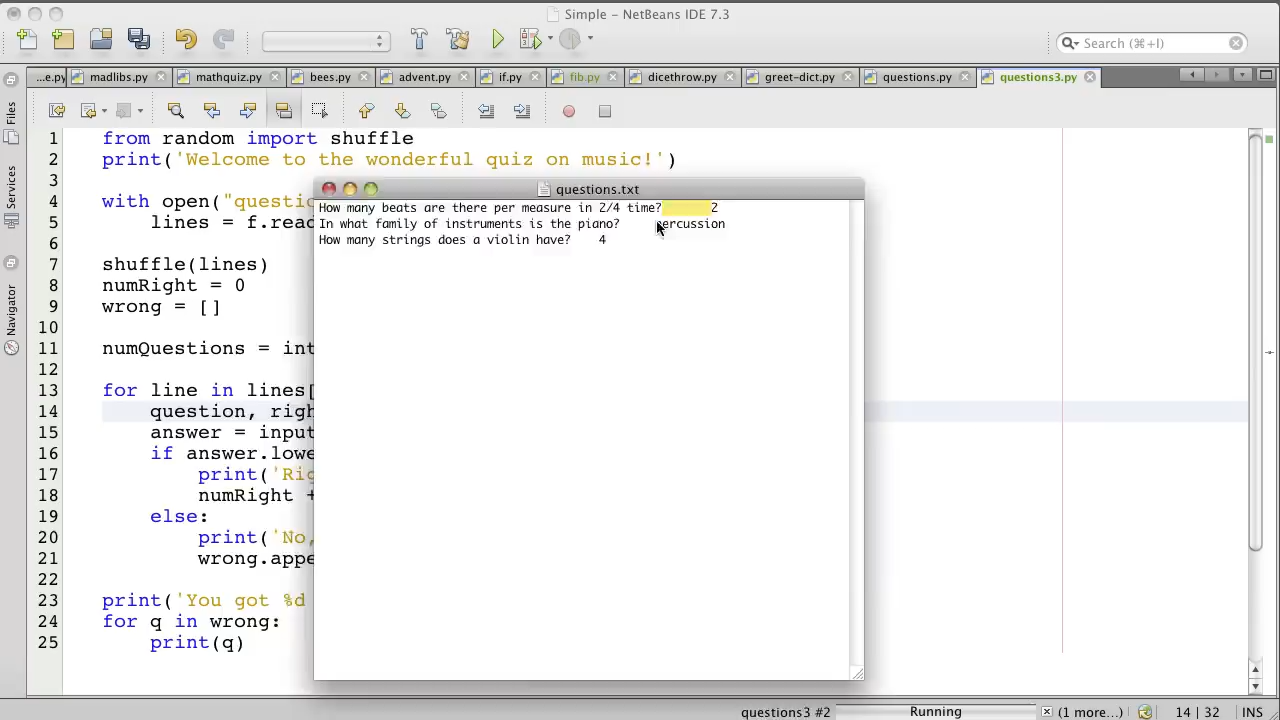 Simple - NetBeans IDE 7.3
Search (⌘+I)
...e.py
madlibs.py
mathquiz.py
bees.py
advent.py
if.py
fib.py
dicethrow.py
greet-dict.py
questions.py
questions3.py
Files
Services
Navigator
1 from random import shuffle
2 print('Welcome to the wonderful quiz on music!')
3
4 with open("questio
5 lines = f.read
6
7 shuffle(lines)
8 numRight = 0
9 wrong = []
10
11 numQuestions = int
12
13 for line in lines[
14 question, righ
15 answer = input
16 if answer.lowe
17 print('Rig
18 numRight +
19 else:
20 print('No,
21 wrong.appe
22
23 print('You got %d
24 for q in wrong:
25 print(q)
questions.txt
How many beats are there per measure in 2/4 time? 2
In what family of instruments is the piano? percussion
How many strings does a violin have? 4
questions3 #2
Running
(1 more...)
14 | 32
INS